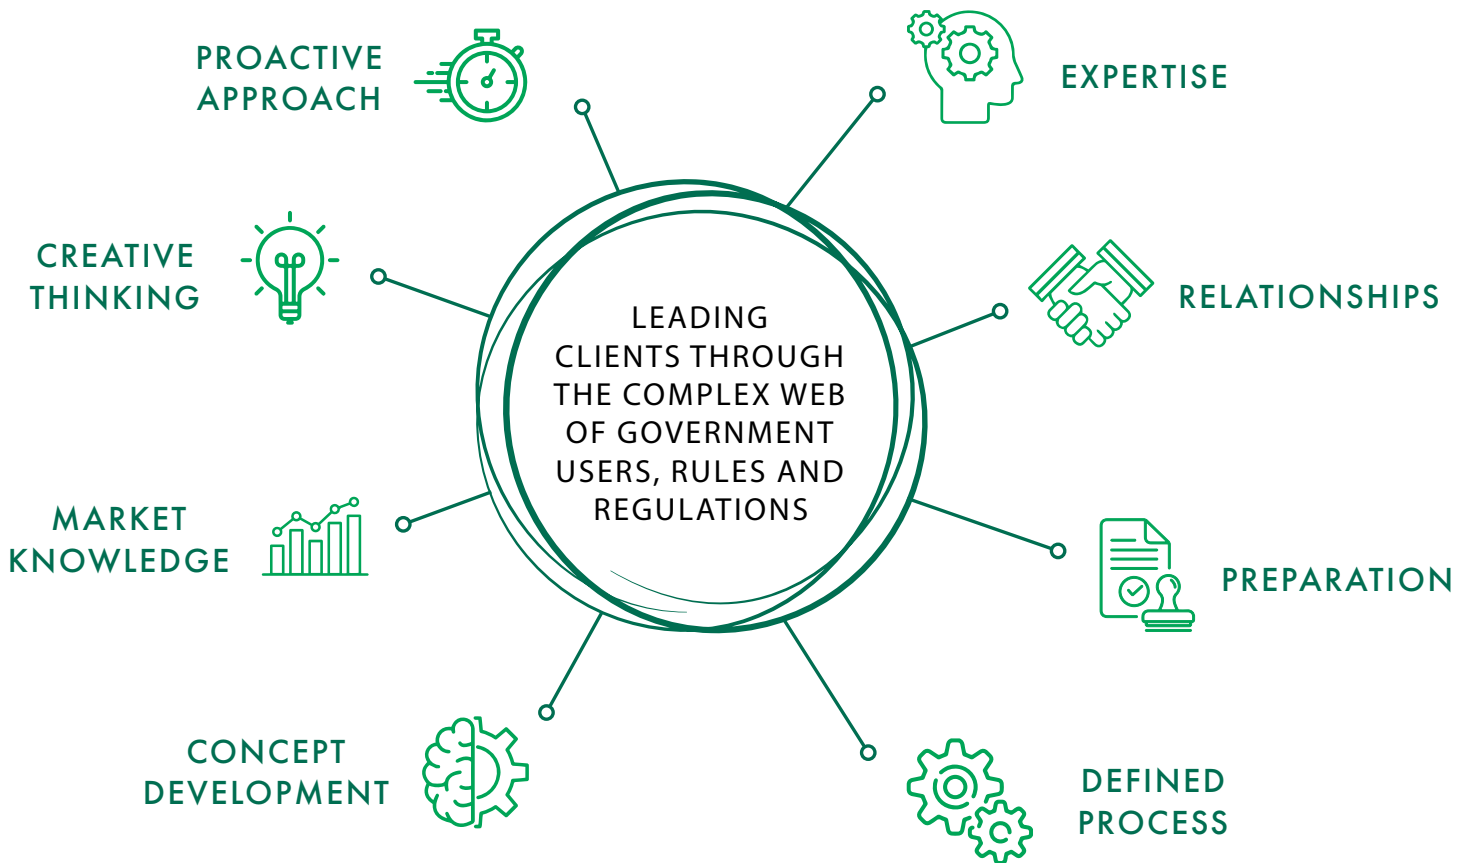 PROACTIVE
APPROACH
EXPERTISE
CREATIVE
THINKING
RELATIONSHIPS
LEADING
CLIENTS THROUGH
THE COMPLEX WEB
OF GOVERNMENT
USERS, RULES AND
REGULATIONS
MARKET
KNOWLEDGE
PREPARATION
CONCEPT
DEVELOPMENT
DEFINED
PROCESS